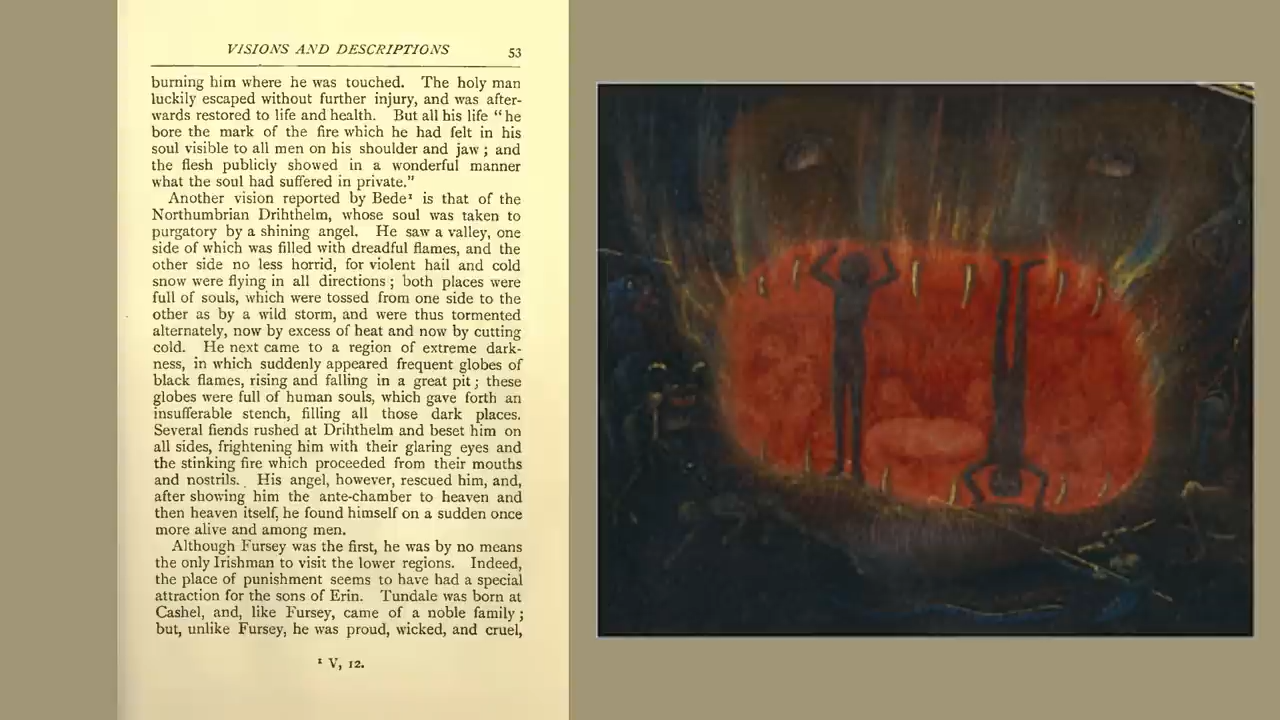 VISIONS AND DESCRIPTIONS 53
burning him where he was touched. The holy man
luckily escaped without further injury, and was after-
wards restored to life and health. But all his life “he
bore the mark of the fire which he had felt in his
soul visible to all men on his shoulder and jaw; and
the flesh publicly showed in a wonderful manner
what the soul had suffered in private.”
Another vision reported by Bede¹ is that of the
Northumbrian Drihthelm, whose soul was taken to
purgatory by a shining angel. He saw a valley, one
side of which was filled with dreadful flames, and the
other side no less horrid, for violent hail and cold
snow were flying in all directions; both places were
full of souls, which were tossed from one side to the
other as by a wild storm, and were thus tormented
alternately, now by excess of heat and now by cutting
cold. He next came to a region of extreme dark-
ness, in which suddenly appeared frequent globes of
black flames, rising and falling in a great pit; these
globes were full of human souls, which gave forth an
insufferable stench, filling all those dark places.
Several fiends rushed at Drihthelm and beset him on
all sides, frightening him with their glaring eyes and
the stinking fire which proceeded from their mouths
and nostrils. His angel, however, rescued him, and,
after showing him the ante-chamber to heaven and
then heaven itself, he found himself on a sudden once
more alive and among men.
Although Fursey was the first, he was by no means
the only Irishman to visit the lower regions. Indeed,
the place of punishment seems to have had a special
attraction for the sons of Erin. Tundale was born at
Cashel, and, like Fursey, came of a noble family;
but, unlike Fursey, he was proud, wicked, and cruel,
¹ V, 12.